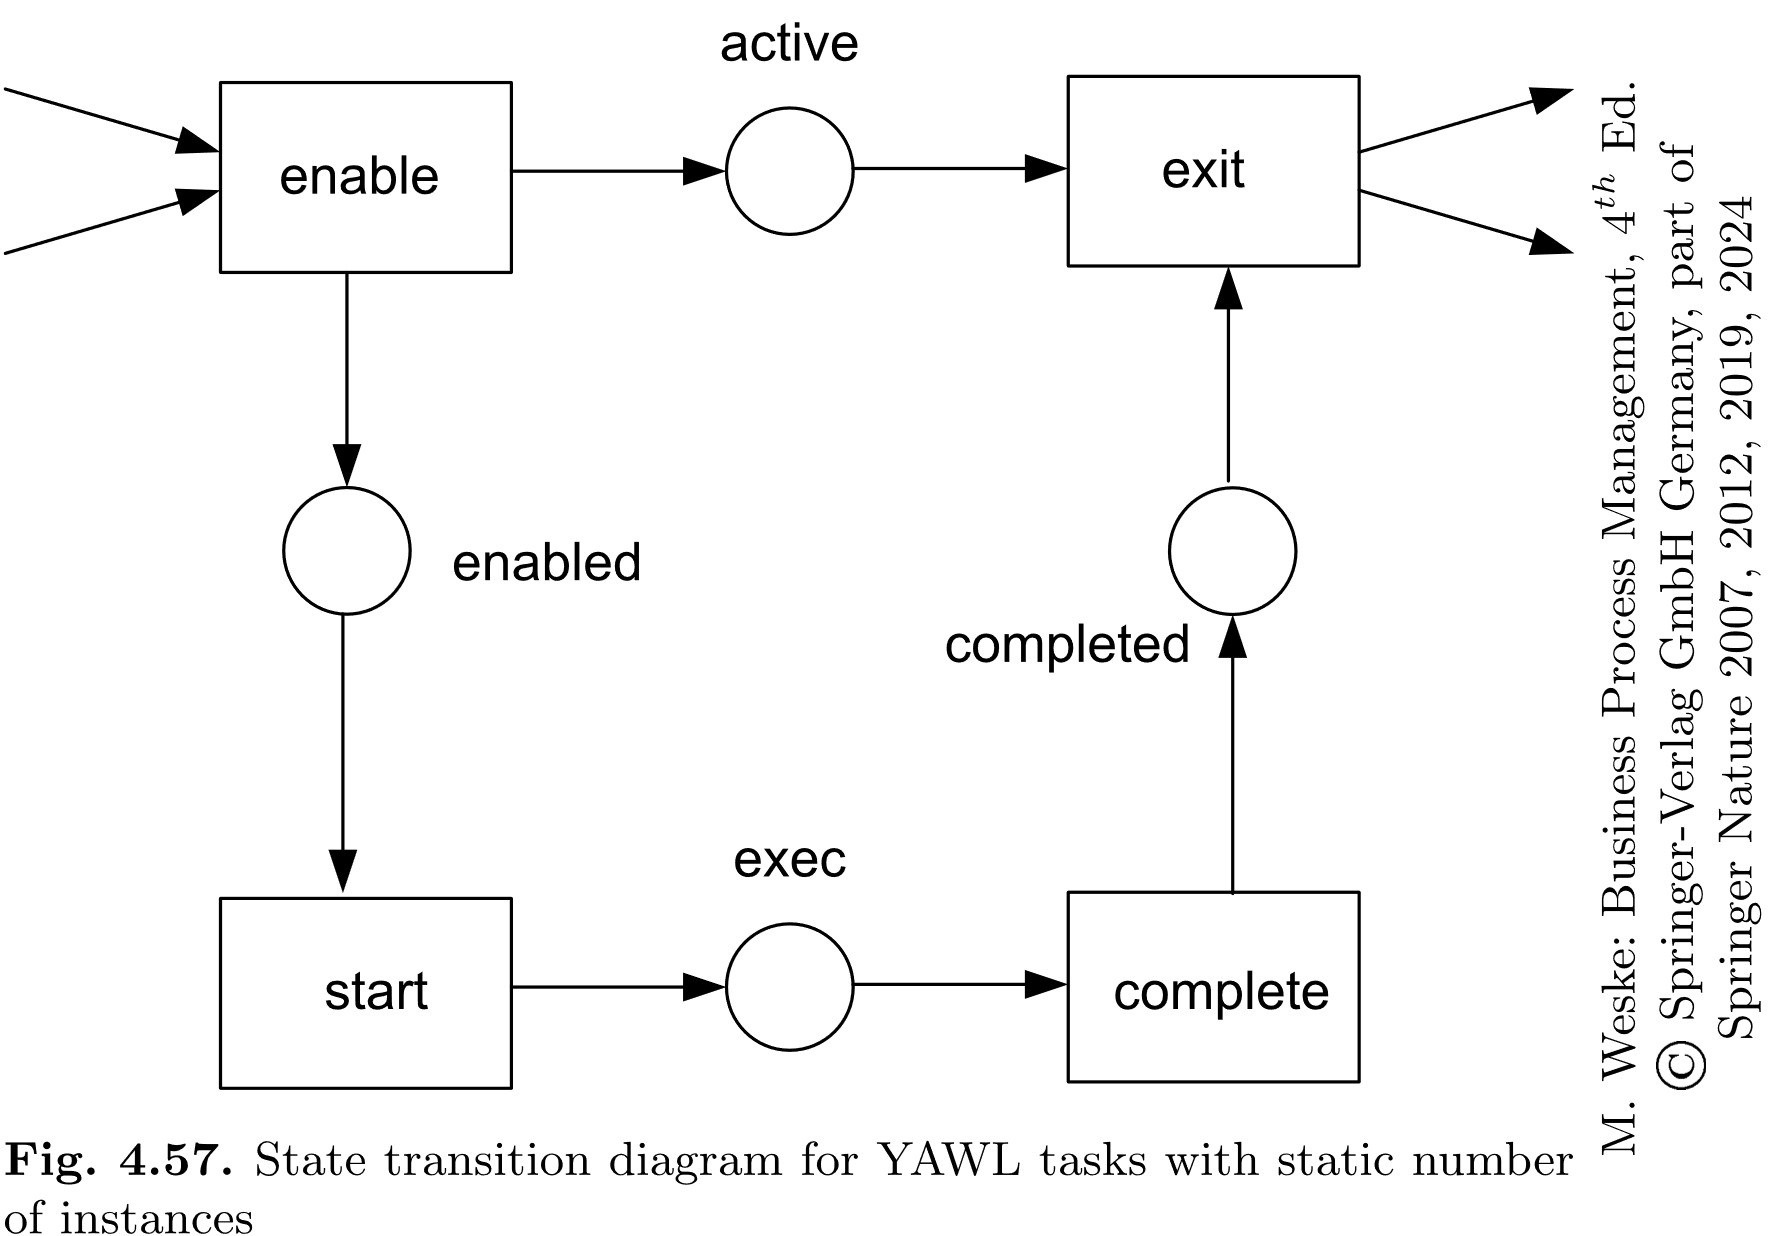 active
enable
exit
enabled
completed
exec
start
complete
Fig. 4.57. State transition diagram for YAWL tasks with static number
of instances
M. Weske: Business Process Management, 4th Ed.
© Springer-Verlag GmbH Germany, part of
Springer Nature 2007, 2012, 2019, 2024